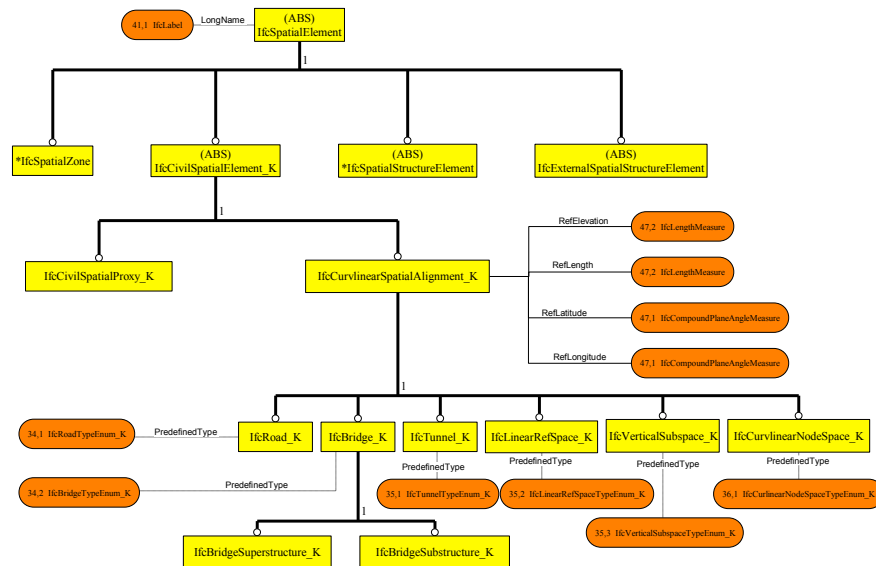 (ABS)
41,1 IfcLabel
LongName
IfcSpatialElement
1
*IfcSpatialZone
(ABS)
IfcCivilSpatialElement_K
(ABS)
*IfcSpatialStructureElement
(ABS)
IfcExternalSpatialStructureElement
1
RefElevation
47,2 IfcLengthMeasure
IfcCivilSpatialProxy_K
IfcCurvlinearSpatialAlignment_K
RefLength
47,2 IfcLengthMeasure
RefLatitude
47,1 IfcCompoundPlaneAngleMeasure
RefLongitude
47,1 IfcCompoundPlaneAngleMeasure
1
34,1 IfcRoadTypeEnum_K
PredefinedType
IfcRoad_K
IfcBridge_K
IfcTunnel_K
IfcLinearRefSpace_K
IfcVerticalSubspace_K
IfcCurvlinearNodeSpace_K
PredefinedType
PredefinedType
PredefinedType
PredefinedType
34,2 IfcBridgeTypeEnum_K
PredefinedType
35,1 IfcTunnelTypeEnum_K
35,2 IfcLinearRefSpaceTypeEnum_K
36,1 IfcCurlinearNodeSpaceTypeEnum_K
1
35,3 IfcVerticalSubspaceTypeEnum_K
IfcBridgeSuperstructure_K
IfcBridgeSubstructure_K